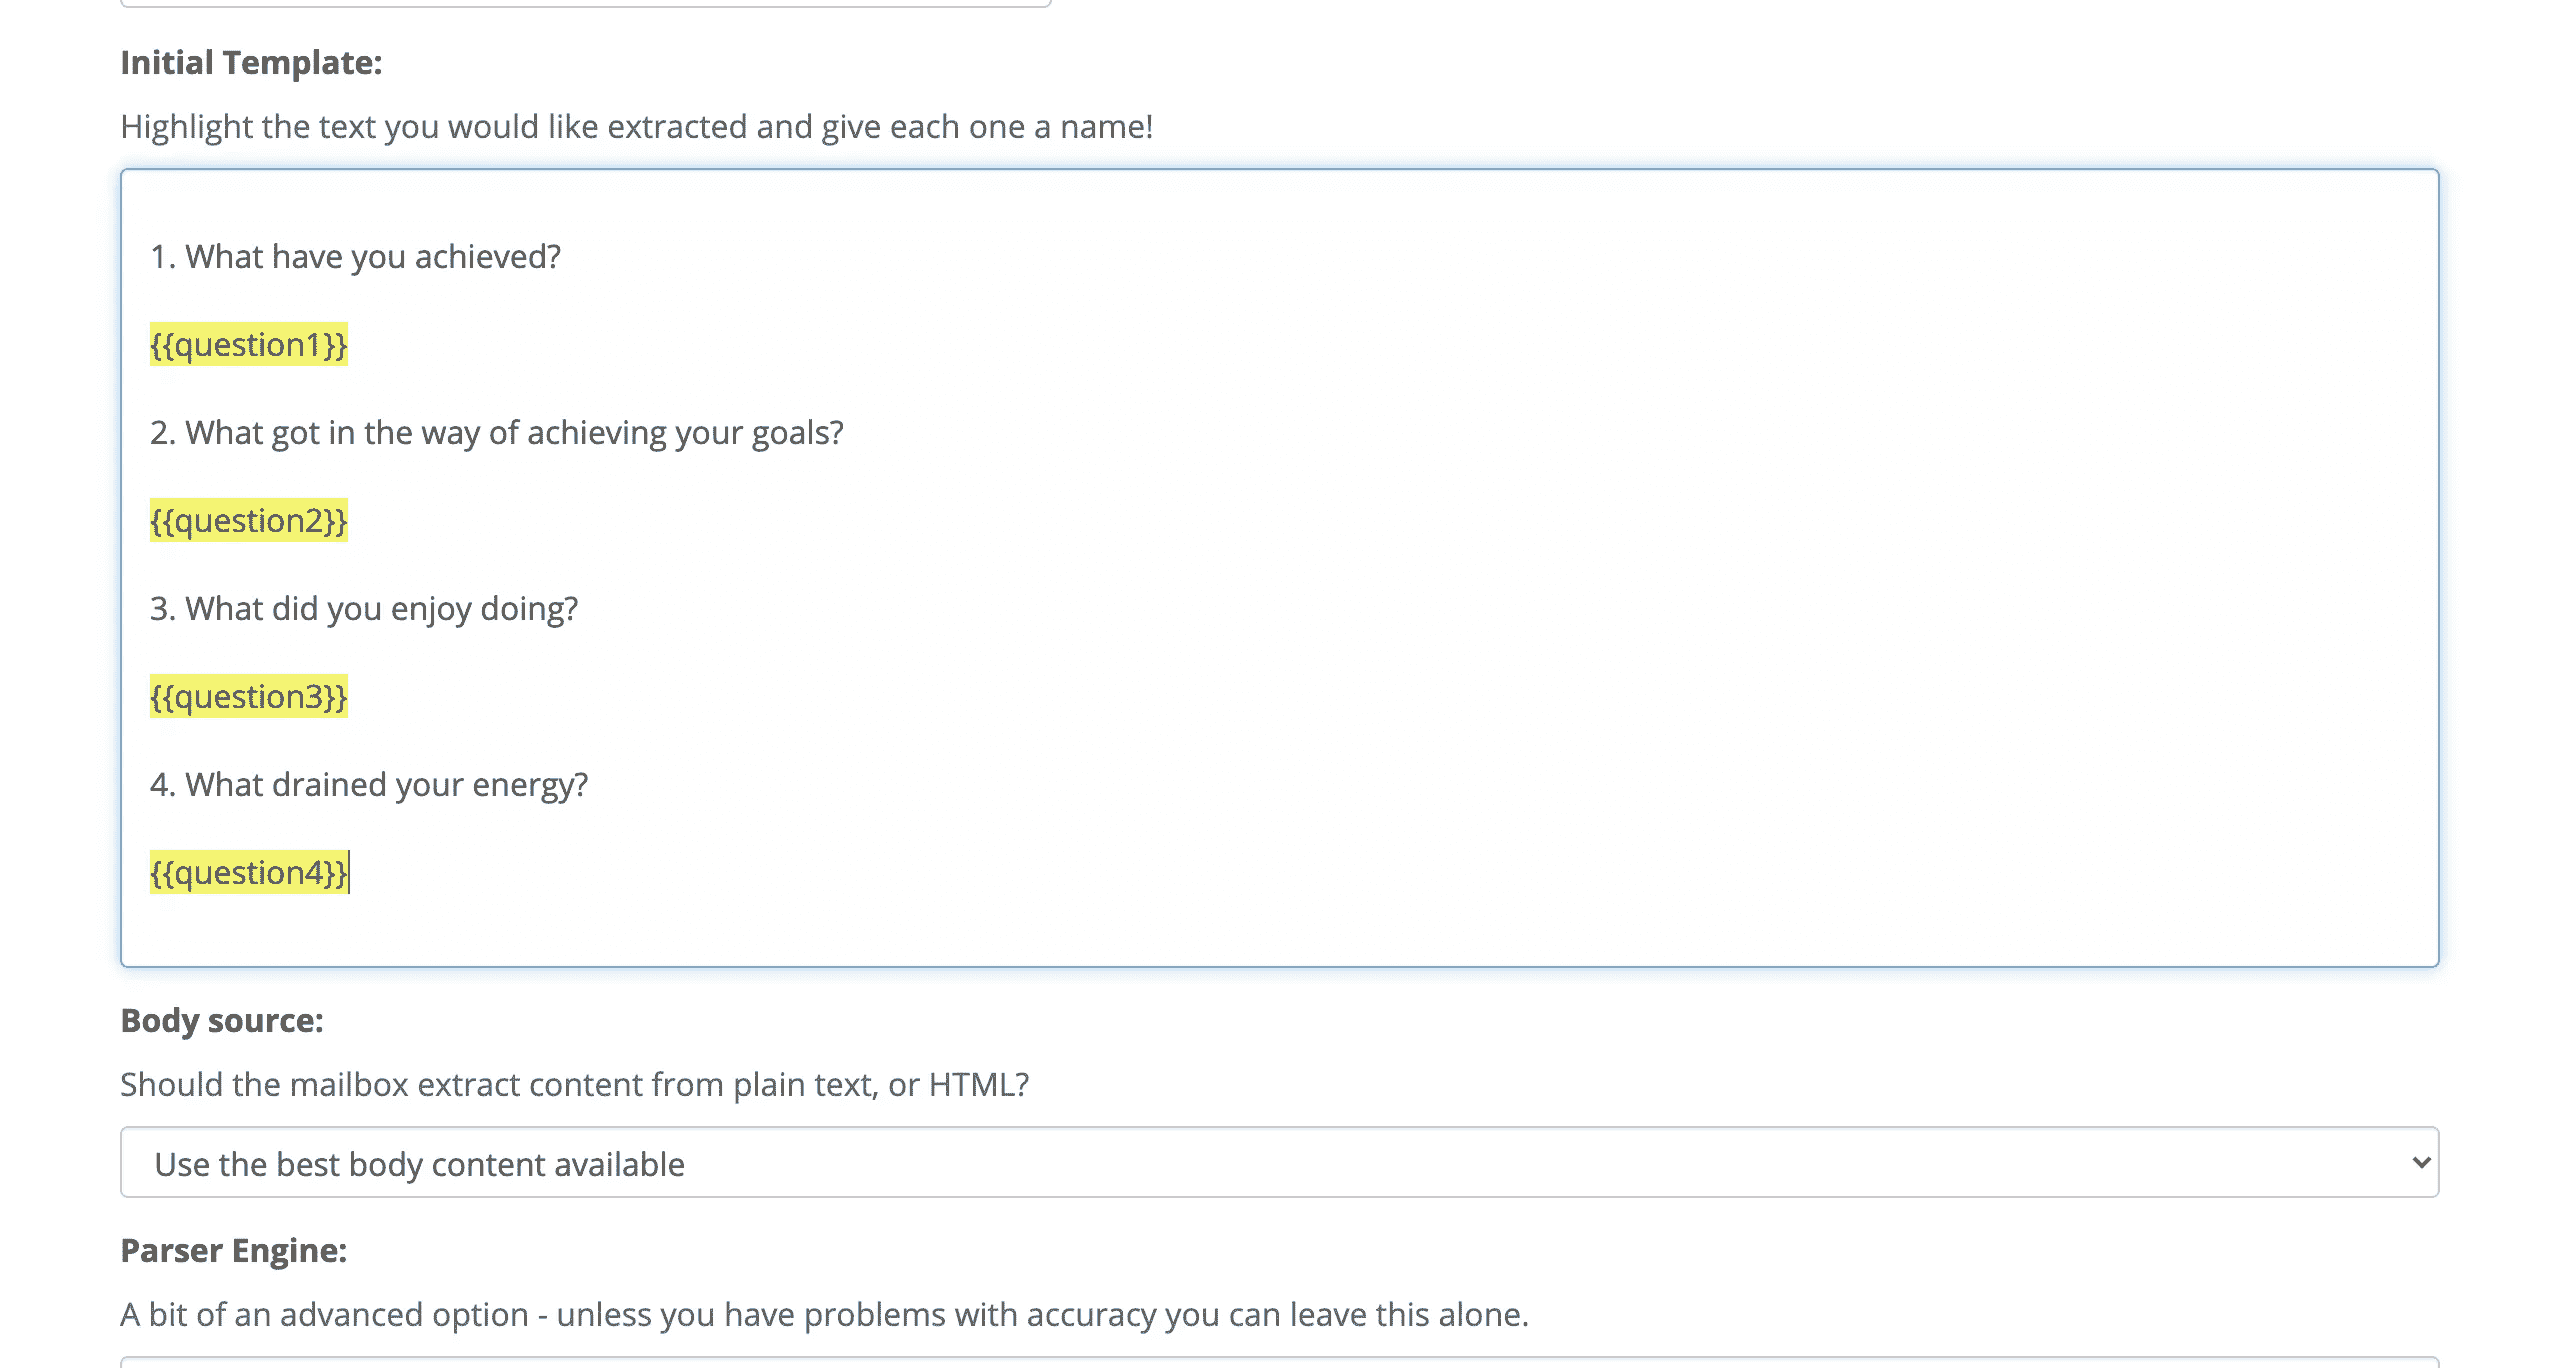 Initial Template:
Highlight the text you would like extracted and give each one a name!
1. What have you achieved?
{{question1}}
2. What got in the way of achieving your goals?
{{question2}}
3. What did you enjoy doing?
{{question3}}
4. What drained your energy?
{{question4}}
Body source:
Should the mailbox extract content from plain text, or HTML?
Use the best body content available
Parser Engine:
A bit of an advanced option - unless you have problems with accuracy you can leave this alone.